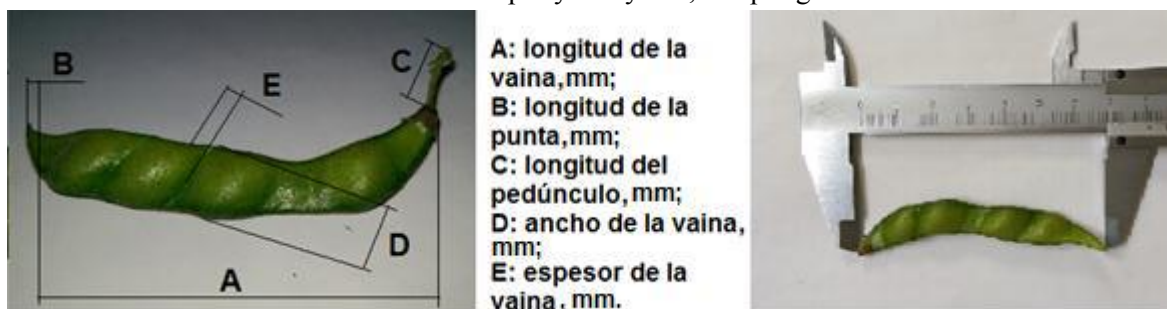 B
C
E
D
A
A: longitud de la
vaina,mm;
B: longitud de la
punta,mm;
C: longitud del
pedúnculo, mm;
D: ancho de la vaina,
mm;
E: espesor de la
vaina, mm.